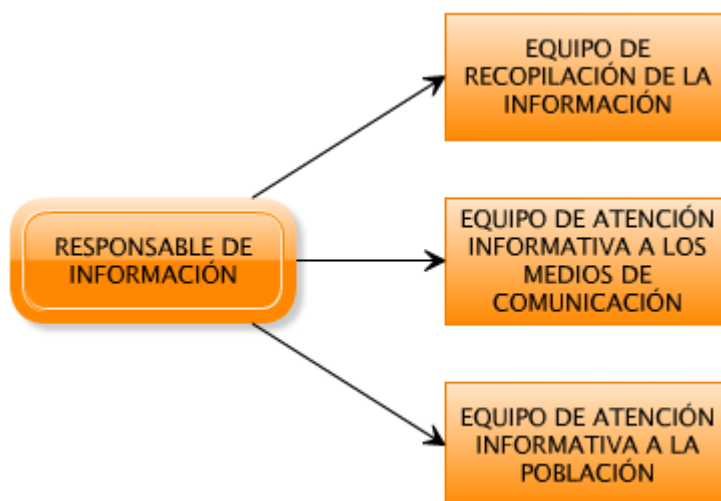 EQUIPO DE
RECOPILACIÓN DE LA
INFORMACIÓN
RESPONSABLE DE
INFORMACIÓN
EQUIPO DE ATENCIÓN
INFORMATIVA A LOS
MEDIOS DE
COMUNICACIÓN
EQUIPO DE ATENCIÓN
INFORMATIVA A LA
POBLACIÓN